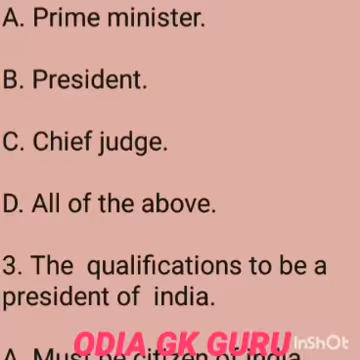 A. Prime minister.
B. President.
C. Chief judge.
D. All of the above.
3. The qualifications to be a
president of india.
A. Must be citizen of india
ODIA GK GURU
InShOt